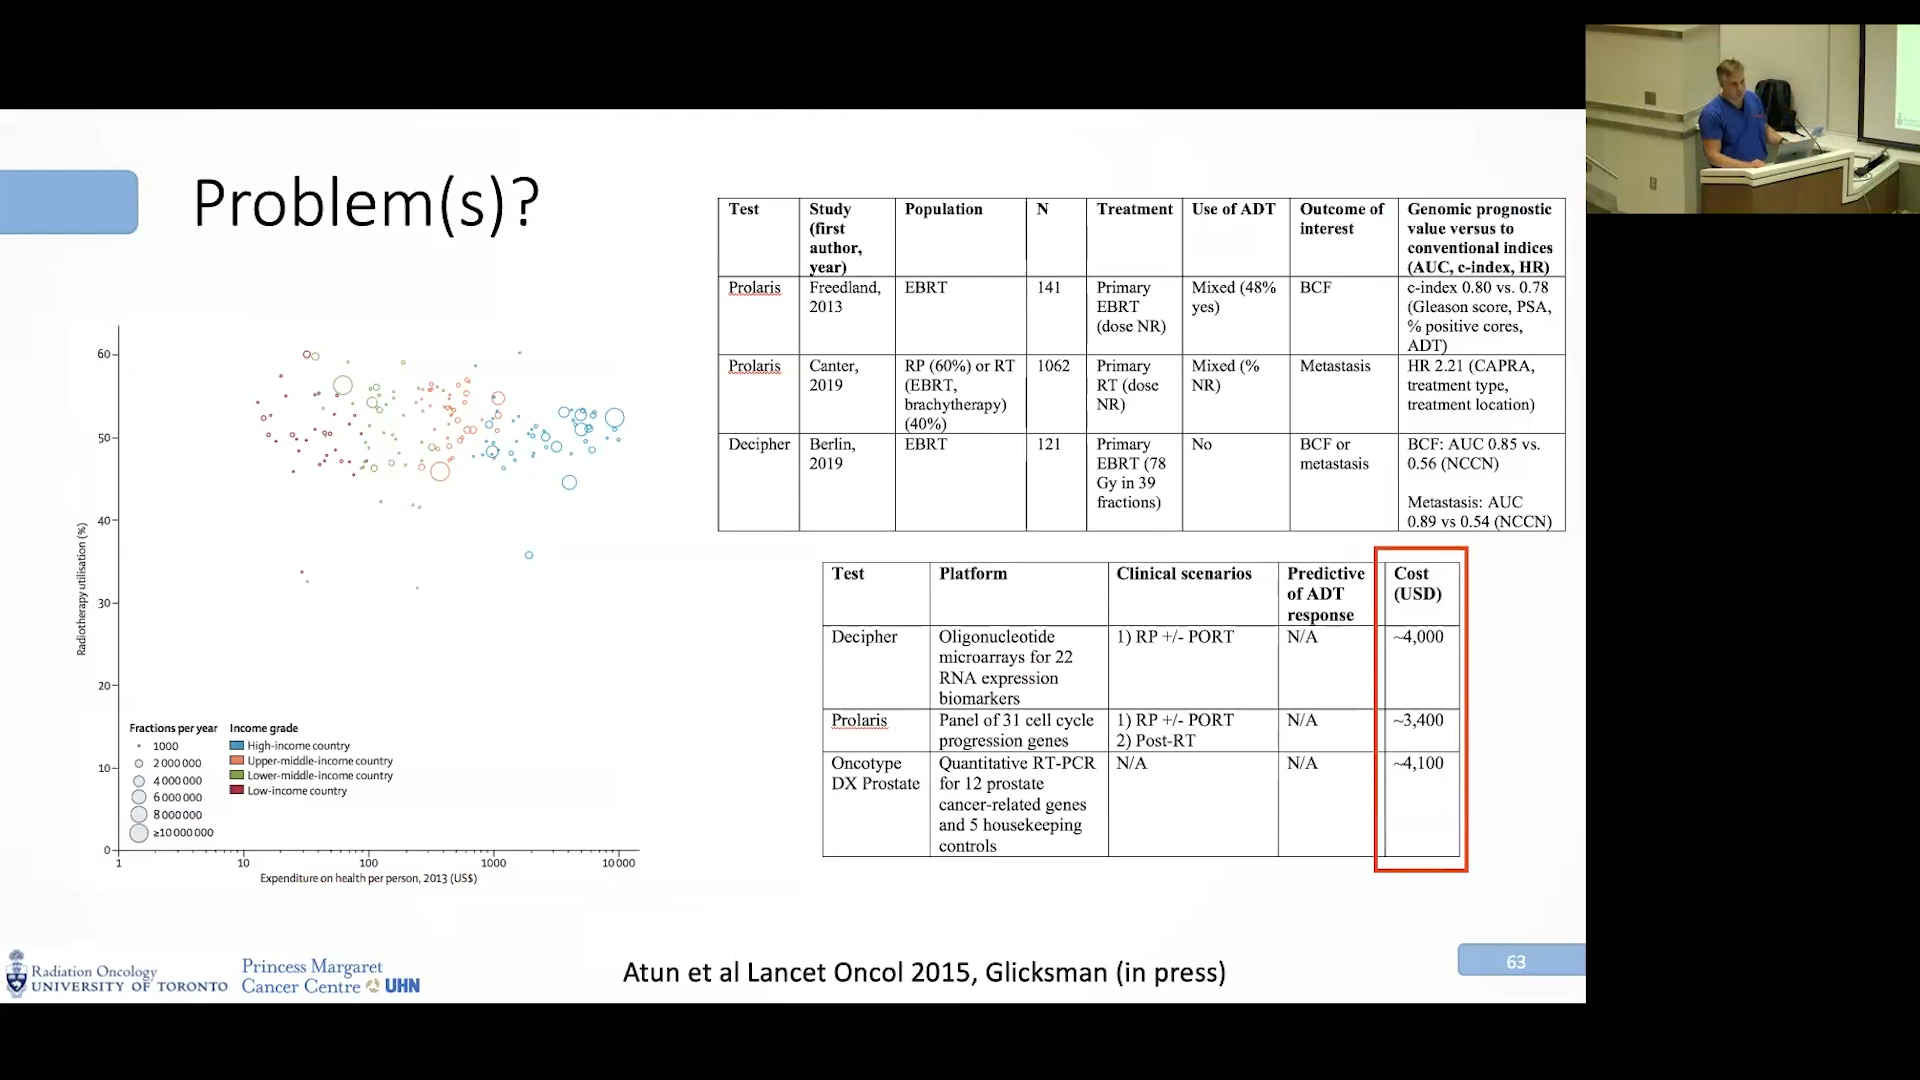 Problem(s)?
Test
Study
(first
author,
year)
Population
N
Treatment
Use of ADT
Outcome of
interest
Genomic prognostic
value versus to
conventional indices
(AUC, c-index, HR)
Prolaris
Freedland,
2013
EBRT
141
Primary
EBRT
(dose NR)
Mixed (48%
yes)
BCF
c-index 0.80 vs. 0.78
(Gleason score, PSA,
% positive cores,
ADT)
Prolaris
Canter,
2019
RP (60%) or RT
(EBRT,
brachytherapy)
(40%)
1062
Primary
RT (dose
NR)
Mixed (%
NR)
Metastasis
HR 2.21 (CAPRA,
treatment type,
treatment location)
Decipher
Berlin,
2019
EBRT
121
Primary
EBRT (78
Gy in 39
fractions)
No
BCF or
metastasis
BCF: AUC 0.85 vs.
0.56 (NCCN)
Metastasis: AUC
0.89 vs 0.54 (NCCN)
Radiotherapy utilisation (%)
60
50
40
30
20
10
0
Fractions per year
1000
2 000 000
4 000 000
6 000 000
8 000 000
≥10 000 000
Income grade
High-income country
Upper-middle-income country
Lower-middle-income country
Low-income country
1
10
100
1000
10 000
Expenditure on health per person, 2013 (US$)
Test
Platform
Clinical scenarios
Predictive
of ADT
response
Cost
(USD)
Decipher
Oligonucleotide
microarrays for 22
RNA expression
biomarkers
1) RP +/- PORT
N/A
~4,000
Prolaris
Panel of 31 cell cycle
progression genes
1) RP +/- PORT
2) Post-RT
N/A
~3,400
Oncotype
DX Prostate
Quantitative RT-PCR
for 12 prostate
cancer-related genes
and 5 housekeeping
controls
N/A
N/A
~4,100
Radiation Oncology
UNIVERSITY OF TORONTO
Princess Margaret
Cancer Centre UHN
Atun et al Lancet Oncol 2015, Glicksman (in press)
63